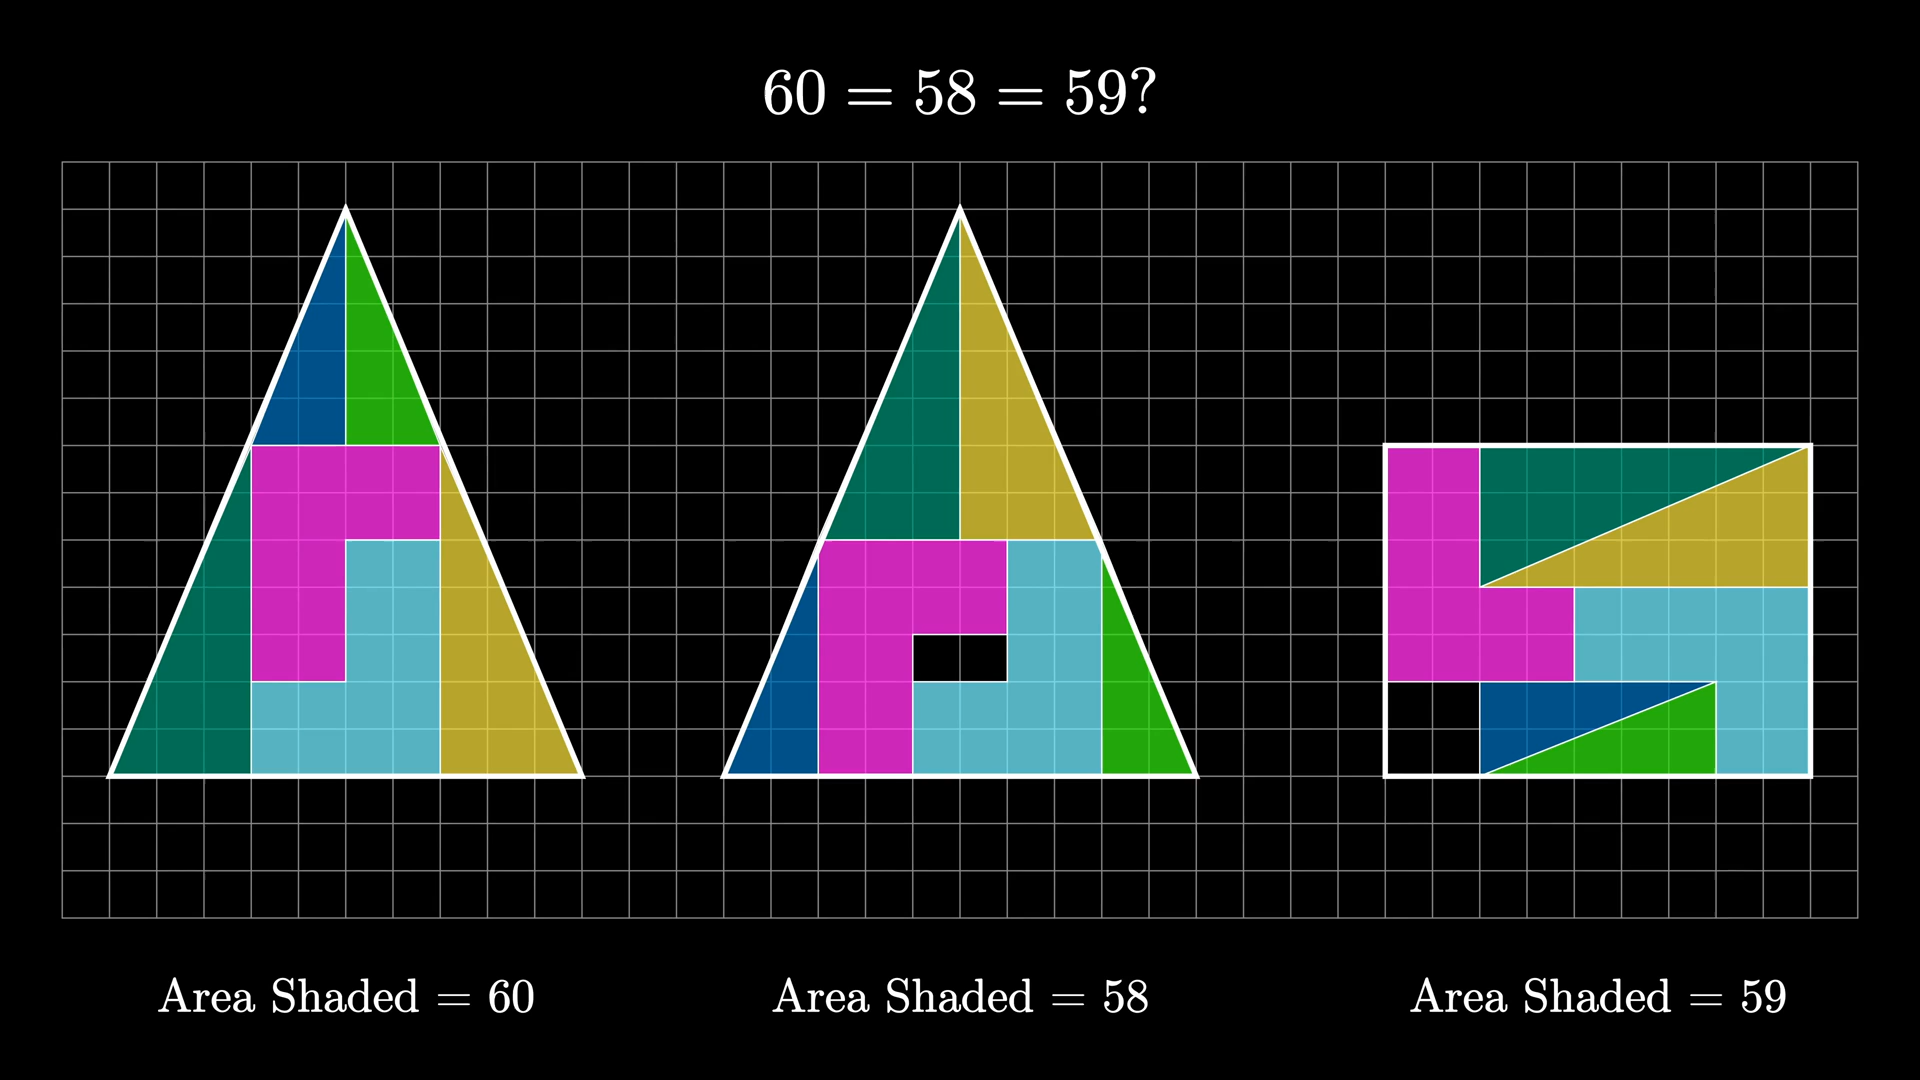 60 = 58 = 59?
Area Shaded = 60
Area Shaded = 58
Area Shaded = 59